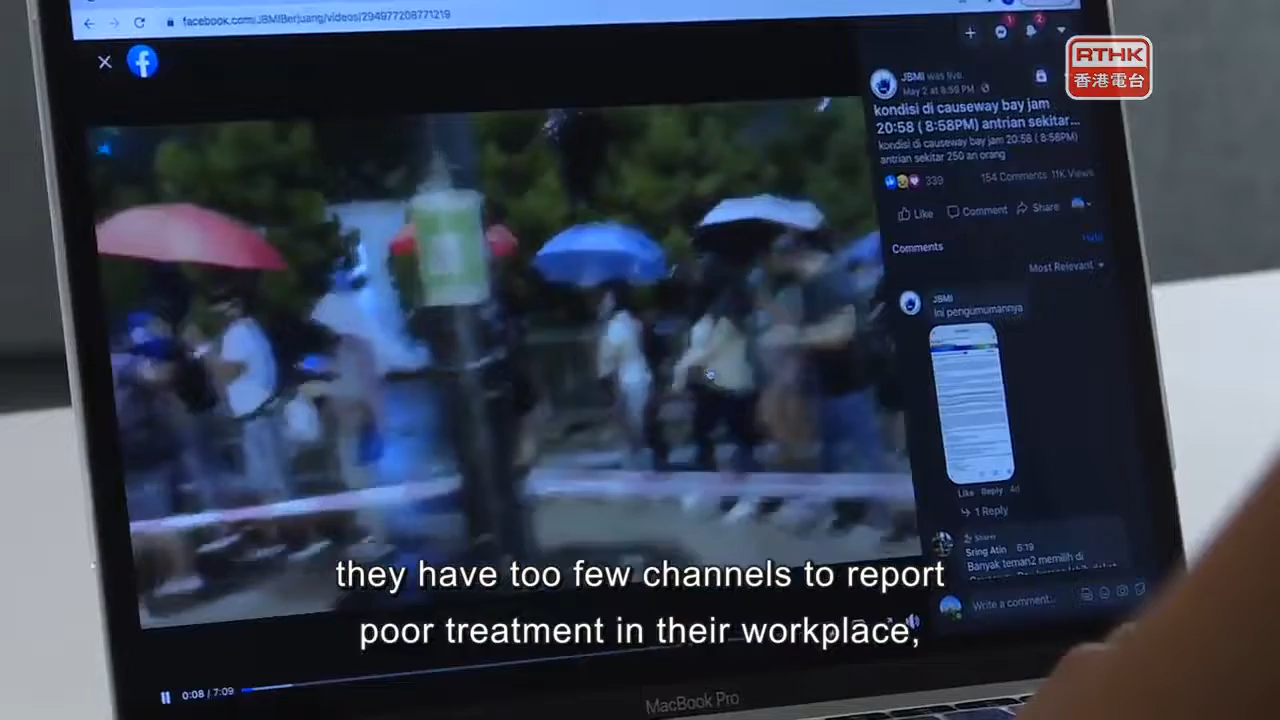 facebook.com/JBMIBerjuang/videos/294977208771219
RTHK
香港電台
JBMI was live.
May 2 at 8:58 PM
kondisi di causeway bay jam
20:58 ( 8:58PM) antrian sekitar...
kondisi di causeway bay jam 20:58 ( 8:58PM)
antrian sekitar 250 an orang
339
154 Comments 11K Views
Like Comment Share
Comments
Hide
Most Relevant
JBMI
Ini pengumumannya
Like Reply 4d
1 Reply
Sring Atin 6:19
Banyak teman2 memilih di
Write a comment...
they have too few channels to report
poor treatment in their workplace,
0:08 / 7:09
MacBook Pro